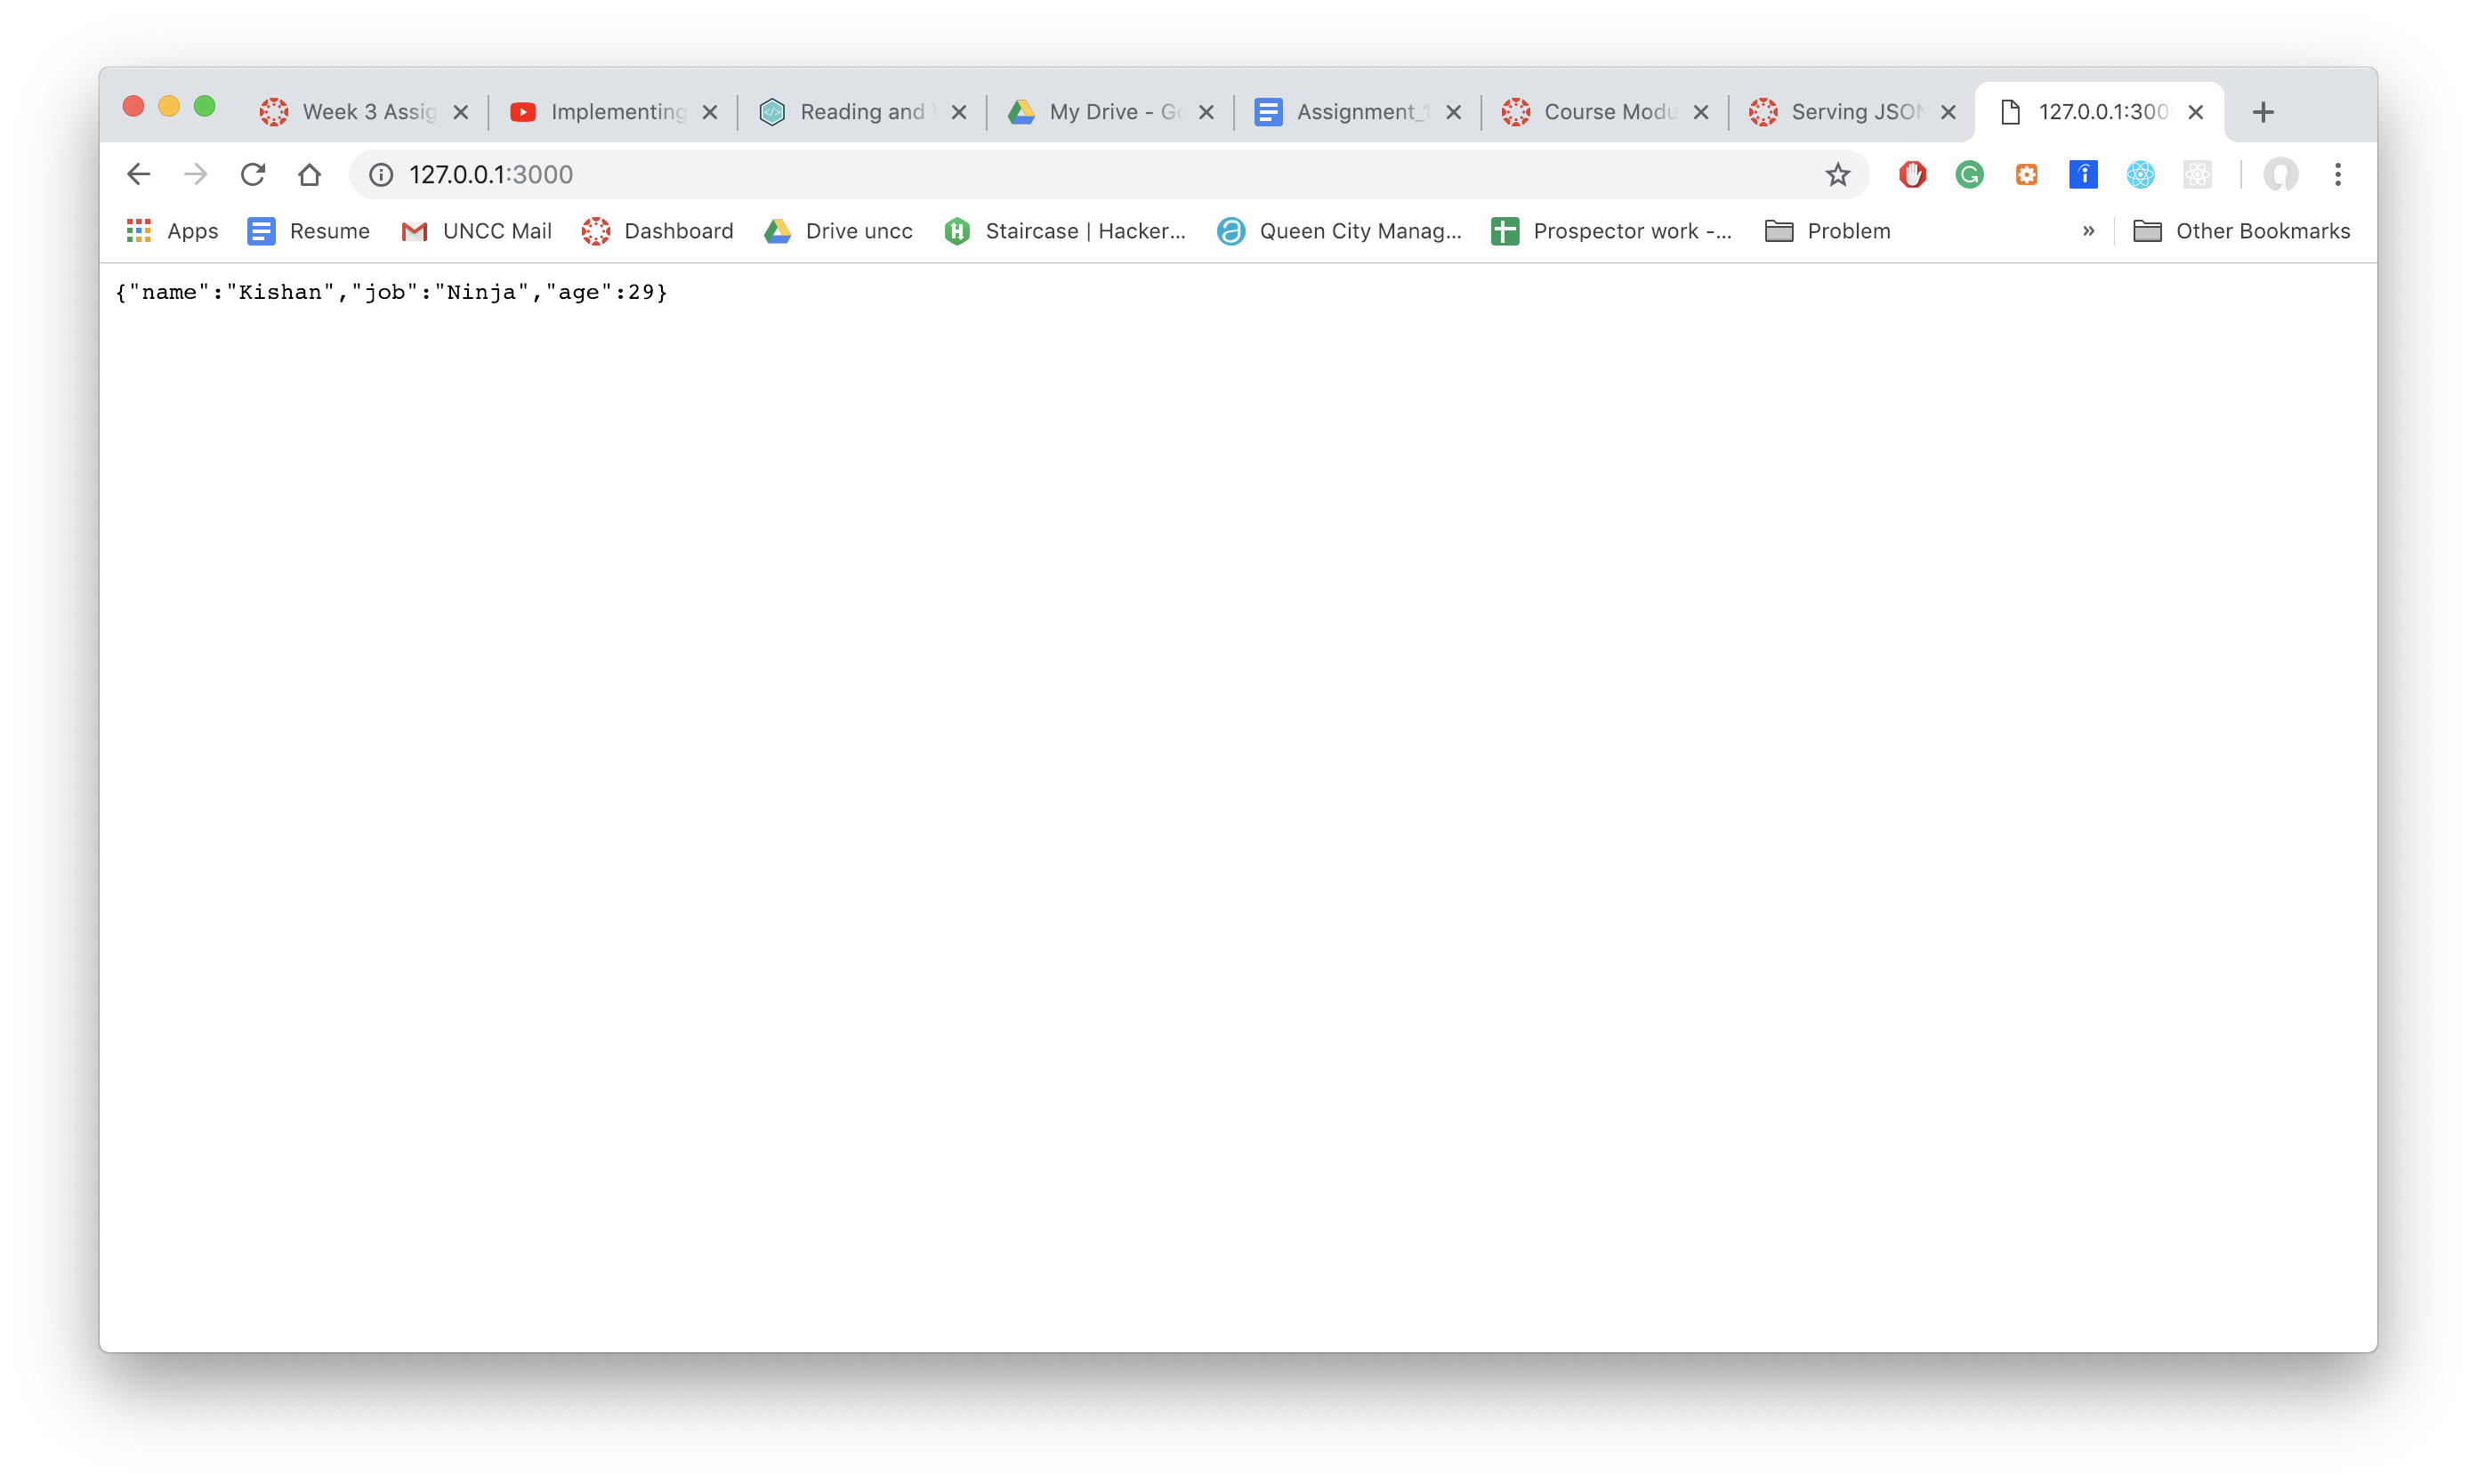 Week 3 Assig
Implementing
Reading and
My Drive - Go
Assignment_1
Course Modu
Serving JSON
127.0.0.1:300
127.0.0.1:3000
Apps
Resume
UNCC Mail
Dashboard
Drive uncc
Staircase | Hacker...
Queen City Manag...
Prospector work -...
Problem
»
Other Bookmarks
{"name":"Kishan","job":"Ninja","age":29}